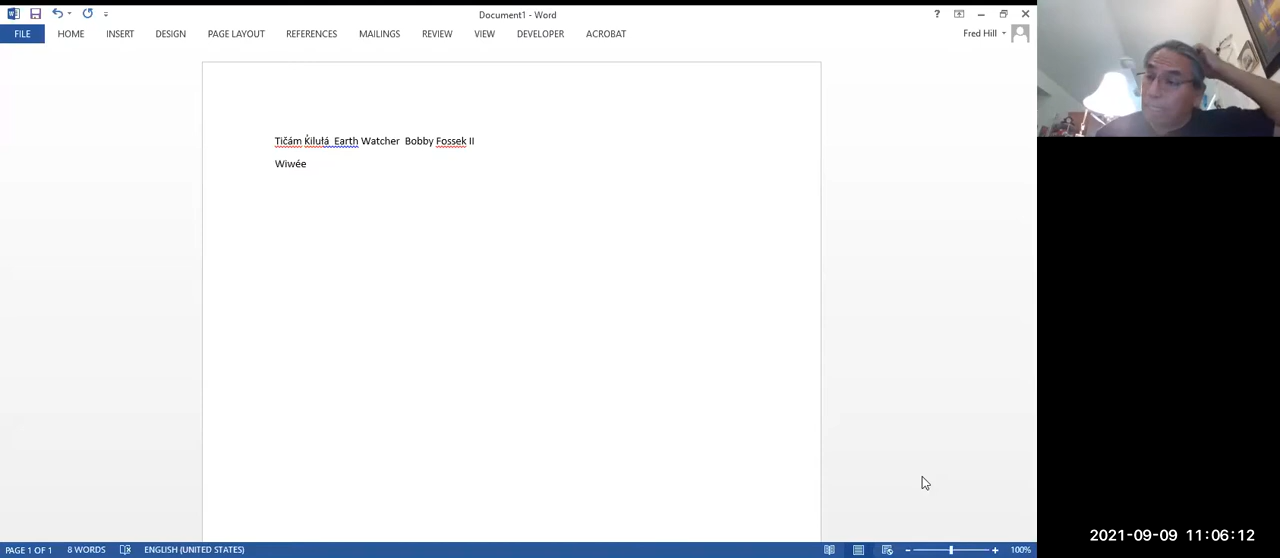 Document1 - Word
FILE HOME INSERT DESIGN PAGE LAYOUT REFERENCES MAILINGS REVIEW VIEW DEVELOPER ACROBAT Fred Hill
Tičám Ḱilułá Earth Watcher Bobby Fossek II
Wiwée
2021-09-09 11:06:12
PAGE 1 OF 1 8 WORDS ENGLISH (UNITED STATES) 100%